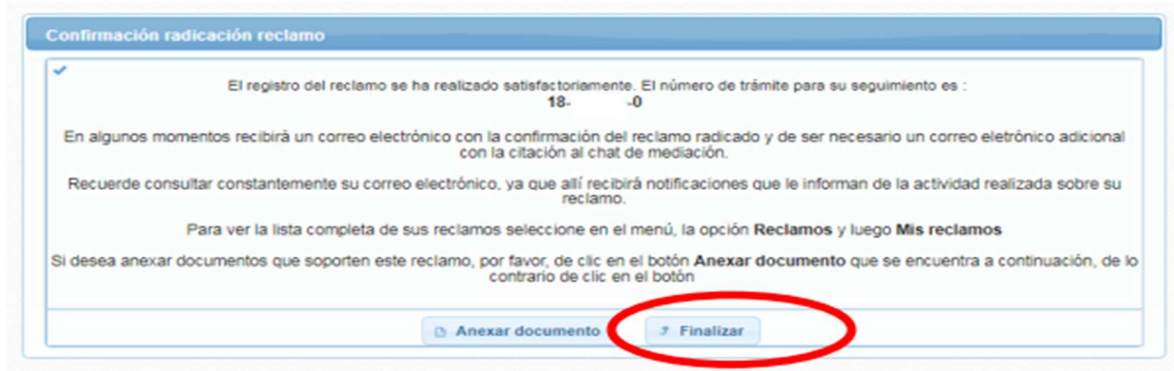 Confirmación radicación reclamo
El registro del reclamo se ha realizado satisfactoriamente. El número de trámite para su seguimiento es :
18- -0
En algunos momentos recibirá un correo electrónico con la confirmación del reclamo radicado y de ser necesario un correo eletrónico adicional
con la citación al chat de mediación.
Recuerde consultar constantemente su correo electrónico, ya que allí recibirá notificaciones que le informan de la actividad realizada sobre su
reclamo.
Para ver la lista completa de sus reclamos seleccione en el menú, la opción Reclamos y luego Mis reclamos
Si desea anexar documentos que soporten este reclamo, por favor, de clic en el botón Anexar documento que se encuentra a continuación, de lo
contrario de clic en el botón
Anexar documento Finalizar